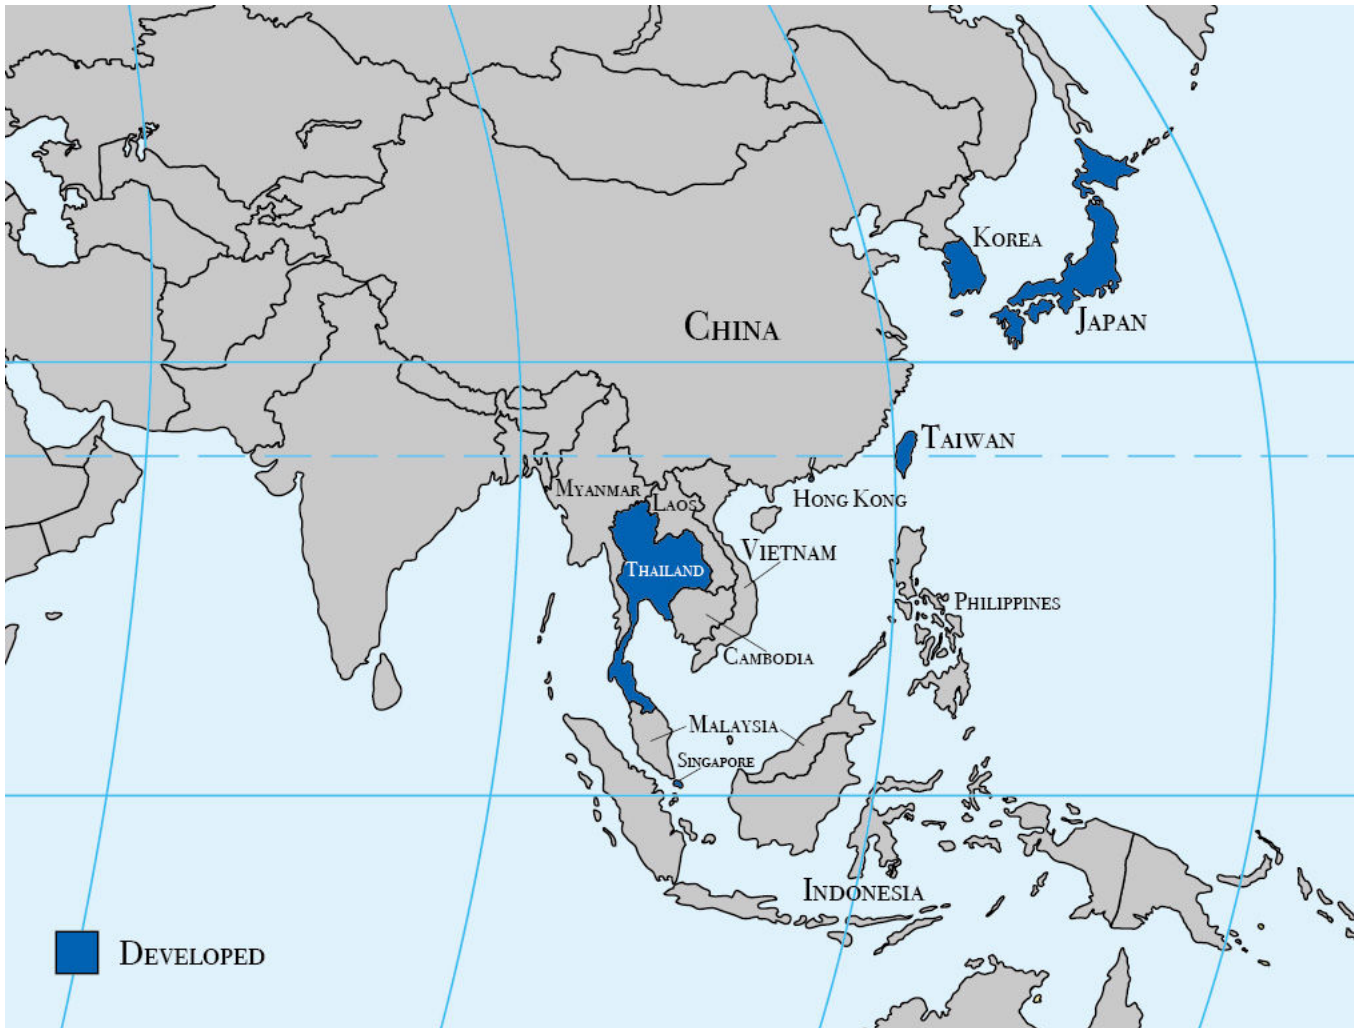 Korea
Japan
China
Taiwan
Myanmar
Laos
Hong Kong
Vietnam
Thailand
Philippines
Cambodia
Malaysia
Singapore
Indonesia
Developed